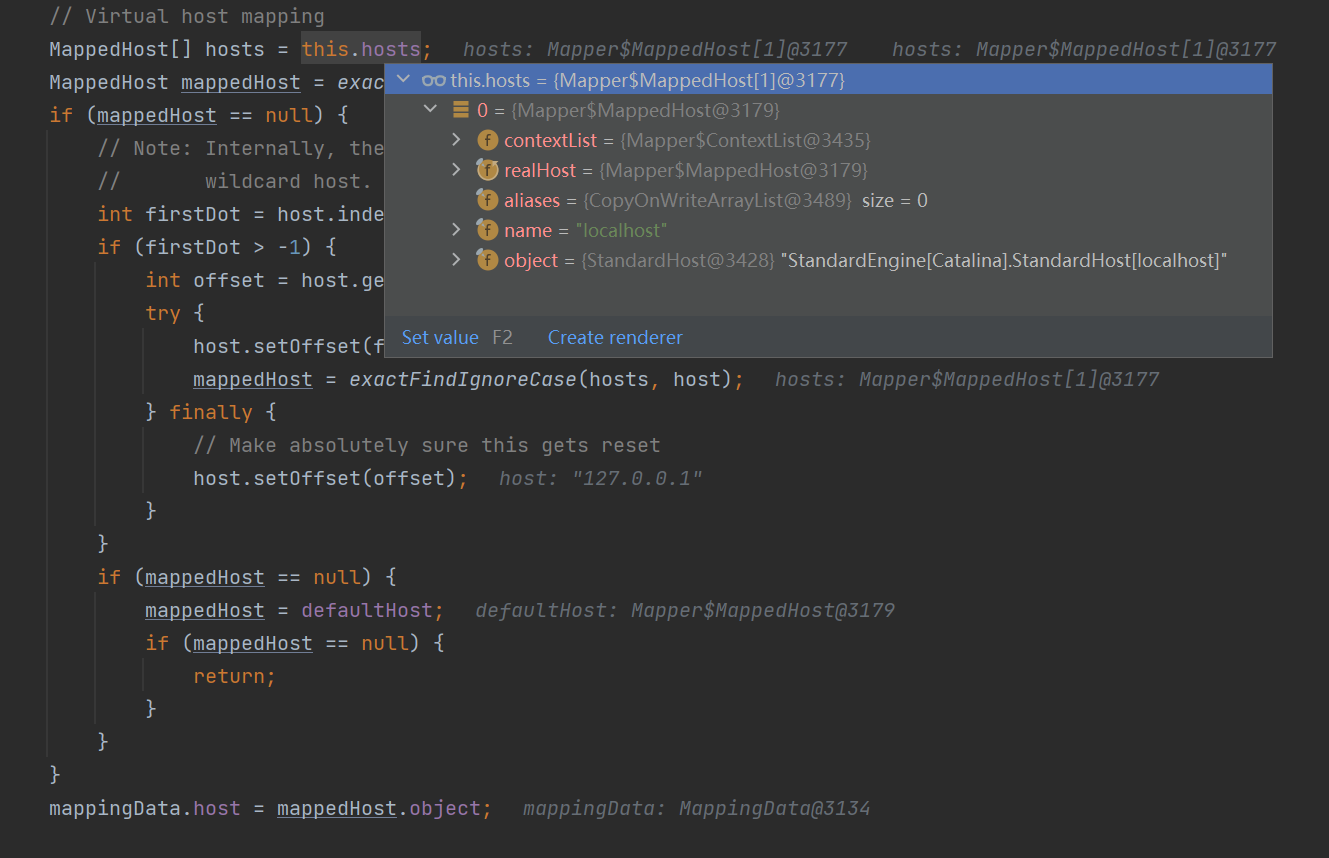 // Virtual host mapping
MappedHost[] hosts = this.hosts;   hosts: Mapper$MappedHost[1]@3177    hosts: Mapper$MappedHost[1]@3177
this.hosts = {Mapper$MappedHost[1]@3177}
MappedHost mappedHost = exac
0 = {Mapper$MappedHost@3179}
if (mappedHost == null) {
contextList = {Mapper$ContextList@3435}
// Note: Internally, the
realHost = {Mapper$MappedHost@3179}
//       wildcard host.
aliases = {CopyOnWriteArrayList@3489}  size = 0
int firstDot = host.inde
name = "localhost"
if (firstDot > -1) {
object = {StandardHost@3428} "StandardEngine[Catalina].StandardHost[localhost]"
int offset = host.ge
try {
Set value   F2   Create renderer
host.setOffset(f
mappedHost = exactFindIgnoreCase(hosts, host);   hosts: Mapper$MappedHost[1]@3177
} finally {
// Make absolutely sure this gets reset
host.setOffset(offset);   host: "127.0.0.1"
}
}
if (mappedHost == null) {
mappedHost = defaultHost;   defaultHost: Mapper$MappedHost@3179
if (mappedHost == null) {
return;
}
}
}
mappingData.host = mappedHost.object;   mappingData: MappingData@3134